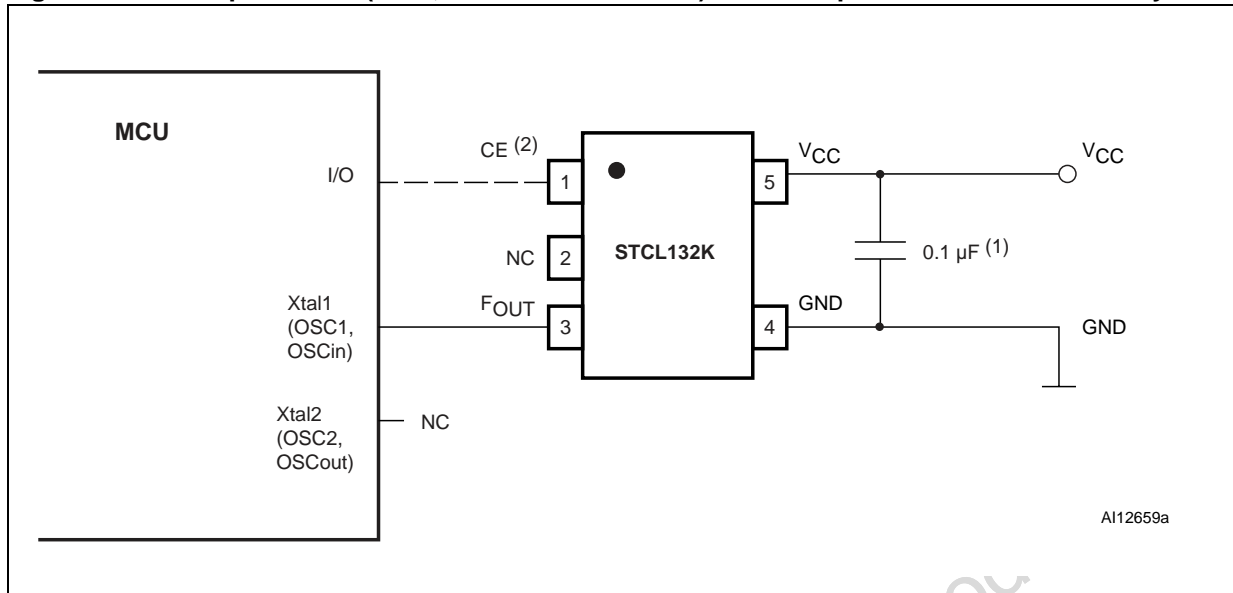 MCU
I/O
CE (2)
1
NC
2
FOUT
3
STCL132K
5
VCC
VCC
0.1 µF (1)
4
GND
GND
Xtal1
(OSC1,
OSCin)
Xtal2
(OSC2,
OSCout)
NC
AI12659a